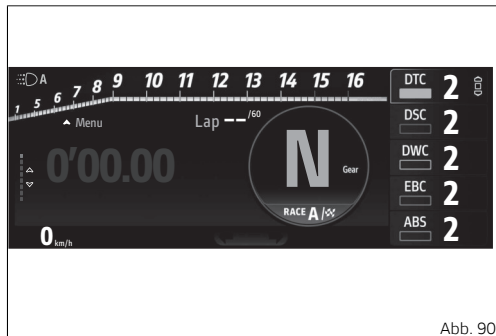 A
1 5 6 7 8 9 10 11 12 13 14 15 16
Menu
Lap --/60
0'00.00
N
Gear
RACE A/
0 km/h
DTC 2
DSC 2
DWC 2
EBC 2
ABS 2
Abb. 90